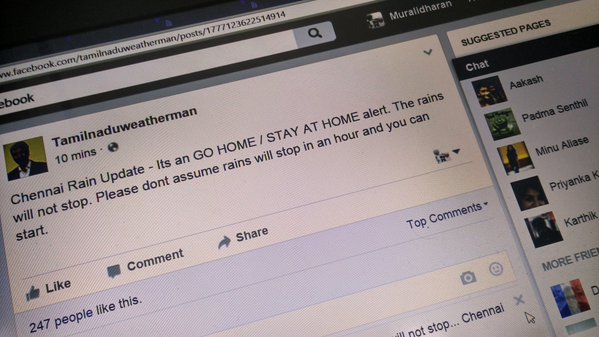 www.facebook.com/tamilnaduweatherman/posts/1777123622514914
Muralidharan
ebook
SUGGESTED PAGES
Chat
Tamilnaduweatherman
10 mins ·
Chennai Rain Update - Its an GO HOME / STAY AT HOME alert. The rains
will not stop. Please dont assume rains will stop in an hour and you can
start.
Like
Comment
Share
Top Comments
247 people like this.
will not stop... Chennai
Aakash
Padma Senthil
Minu Aliase
Priyanka K
Karthik
MORE FRIEN
D